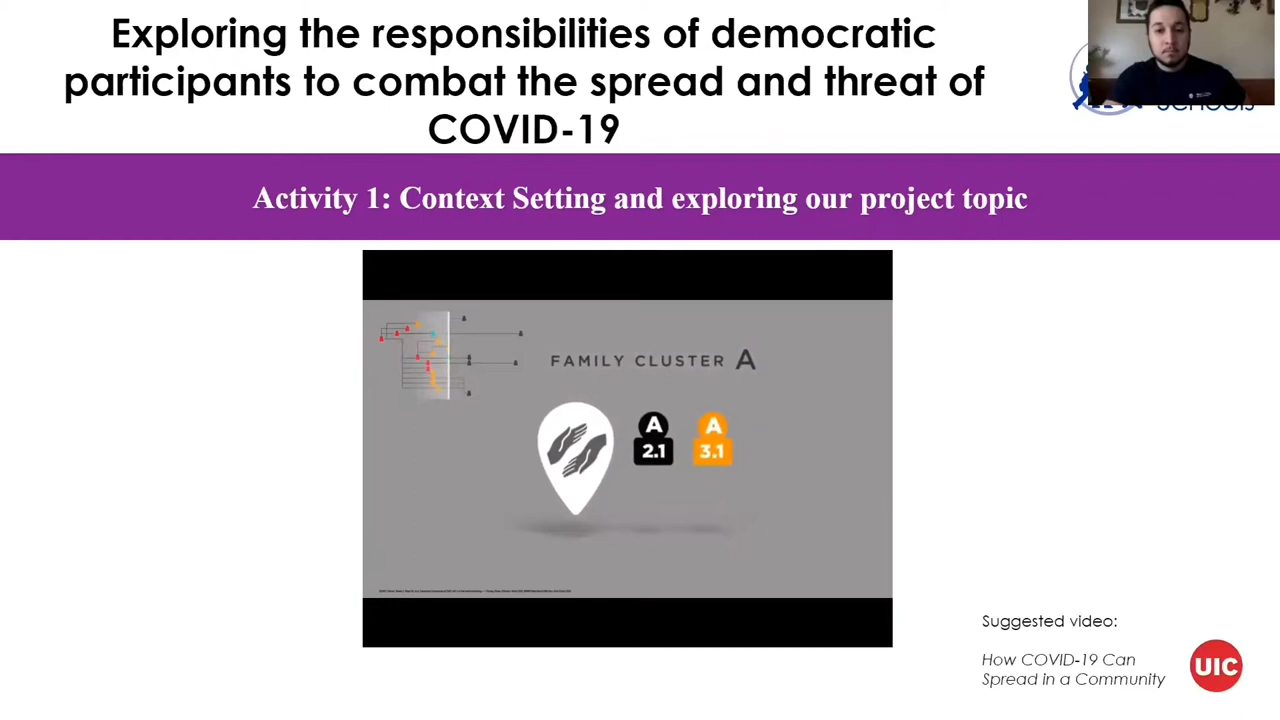 Exploring the responsibilities of democratic
participants to combat the spread and threat of
COVID-19
SCHOOLS
Activity 1: Context Setting and exploring our project topic
FAMILY CLUSTER A
A
2.1
A
3.1
Suggested video:
How COVID-19 Can
Spread in a Community
UIC